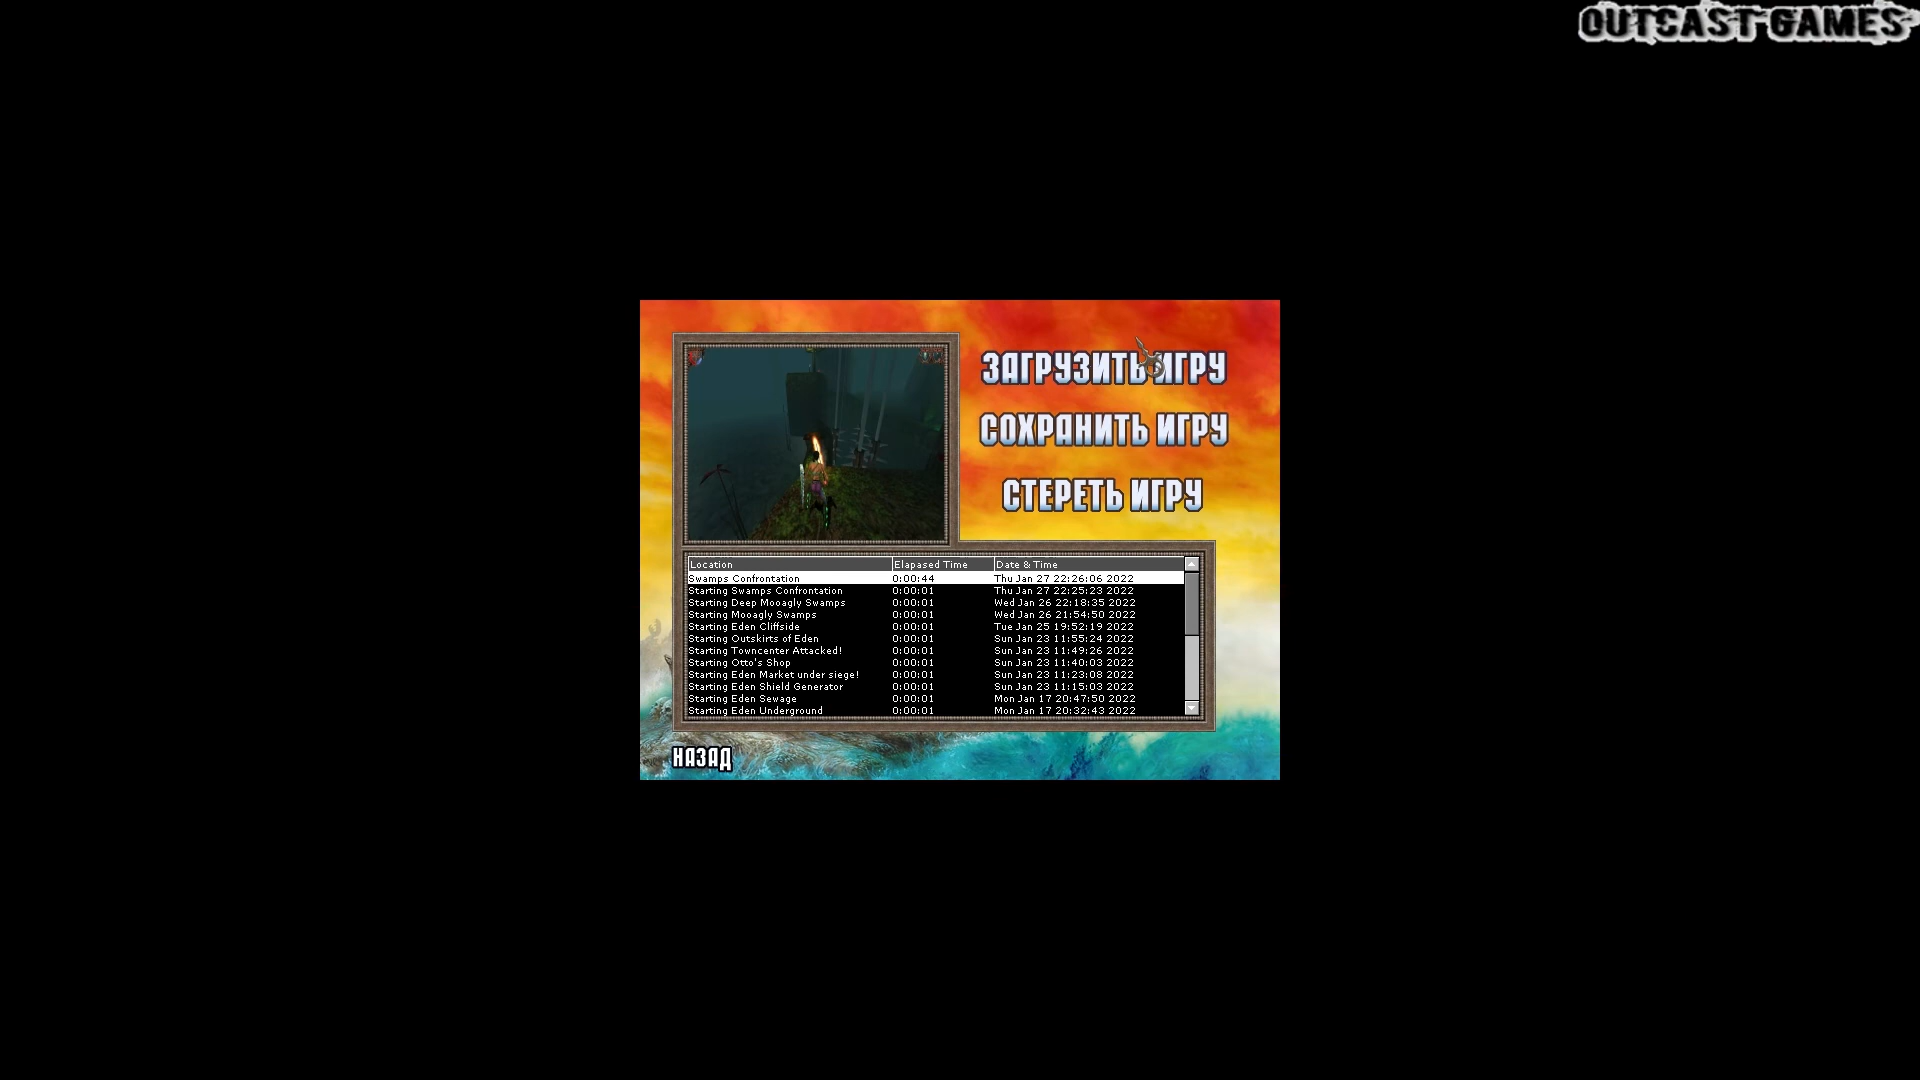 OUTCAST GAMES
ЗАГРУЗИТЬ ИГРУ
СОХРАНИТЬ ИГРУ
СТЕРЕТЬ ИГРУ
Location Elapased Time Date & Time
Swamps Confrontation 0:00:44 Thu Jan 27 22:26:06 2022
Starting Swamps Confrontation 0:00:01 Thu Jan 27 22:25:23 2022
Starting Deep Mooagly Swamps 0:00:01 Wed Jan 26 22:18:35 2022
Starting Mooagly Swamps 0:00:01 Wed Jan 26 21:54:50 2022
Starting Eden Cliffside 0:00:01 Tue Jan 25 19:52:19 2022
Starting Outskirts of Eden 0:00:01 Sun Jan 23 11:55:24 2022
Starting Towncenter Attacked! 0:00:01 Sun Jan 23 11:49:26 2022
Starting Otto's Shop 0:00:01 Sun Jan 23 11:40:03 2022
Starting Eden Market under siege! 0:00:01 Sun Jan 23 11:23:08 2022
Starting Eden Shield Generator 0:00:01 Sun Jan 23 11:15:03 2022
Starting Eden Sewage 0:00:01 Mon Jan 17 20:47:50 2022
Starting Eden Underground 0:00:01 Mon Jan 17 20:32:43 2022
НАЗАД